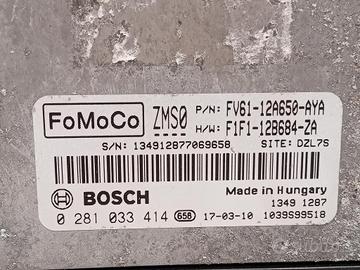 FoMoCo ZMS0 P/N: FV61-12A650-AYA
H/W: F1F1-12B684-ZA
S/N: 134912877069658 SITE: DZL7S
BOSCH Made in Hungary
1349 1287
0 281 033 414 658 17-03-10 1039S99518